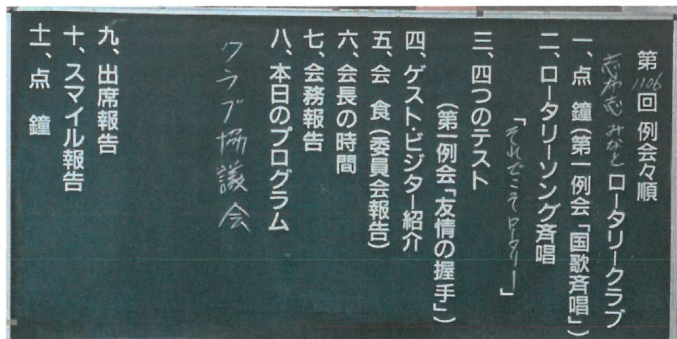 第1106回 例会々順
志布志みなとロータリークラブ
一、点 鐘(第一例会「国歌斉唱」)
二、ロータリーソング斉唱
「それでこそロータリー」
三、四つのテスト
(第一例会「友情の握手」)
四、ゲスト・ビジター紹介
五、会 食(委員会報告)
六、会長の時間
七、会務報告
八、本日のプログラム
クラブ協議会
九、出席報告
十、スマイル報告
十一、点 鐘